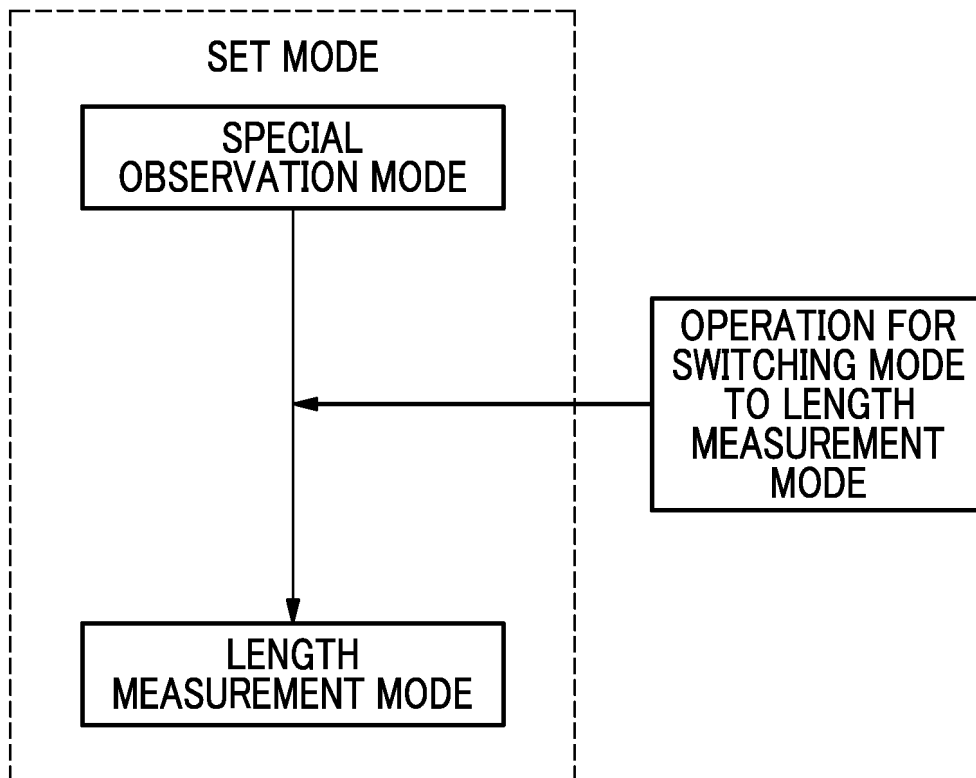 SET MODE
SPECIAL
OBSERVATION MODE
OPERATION FOR
SWITCHING MODE
TO LENGTH
MEASUREMENT
MODE
LENGTH
MEASUREMENT MODE